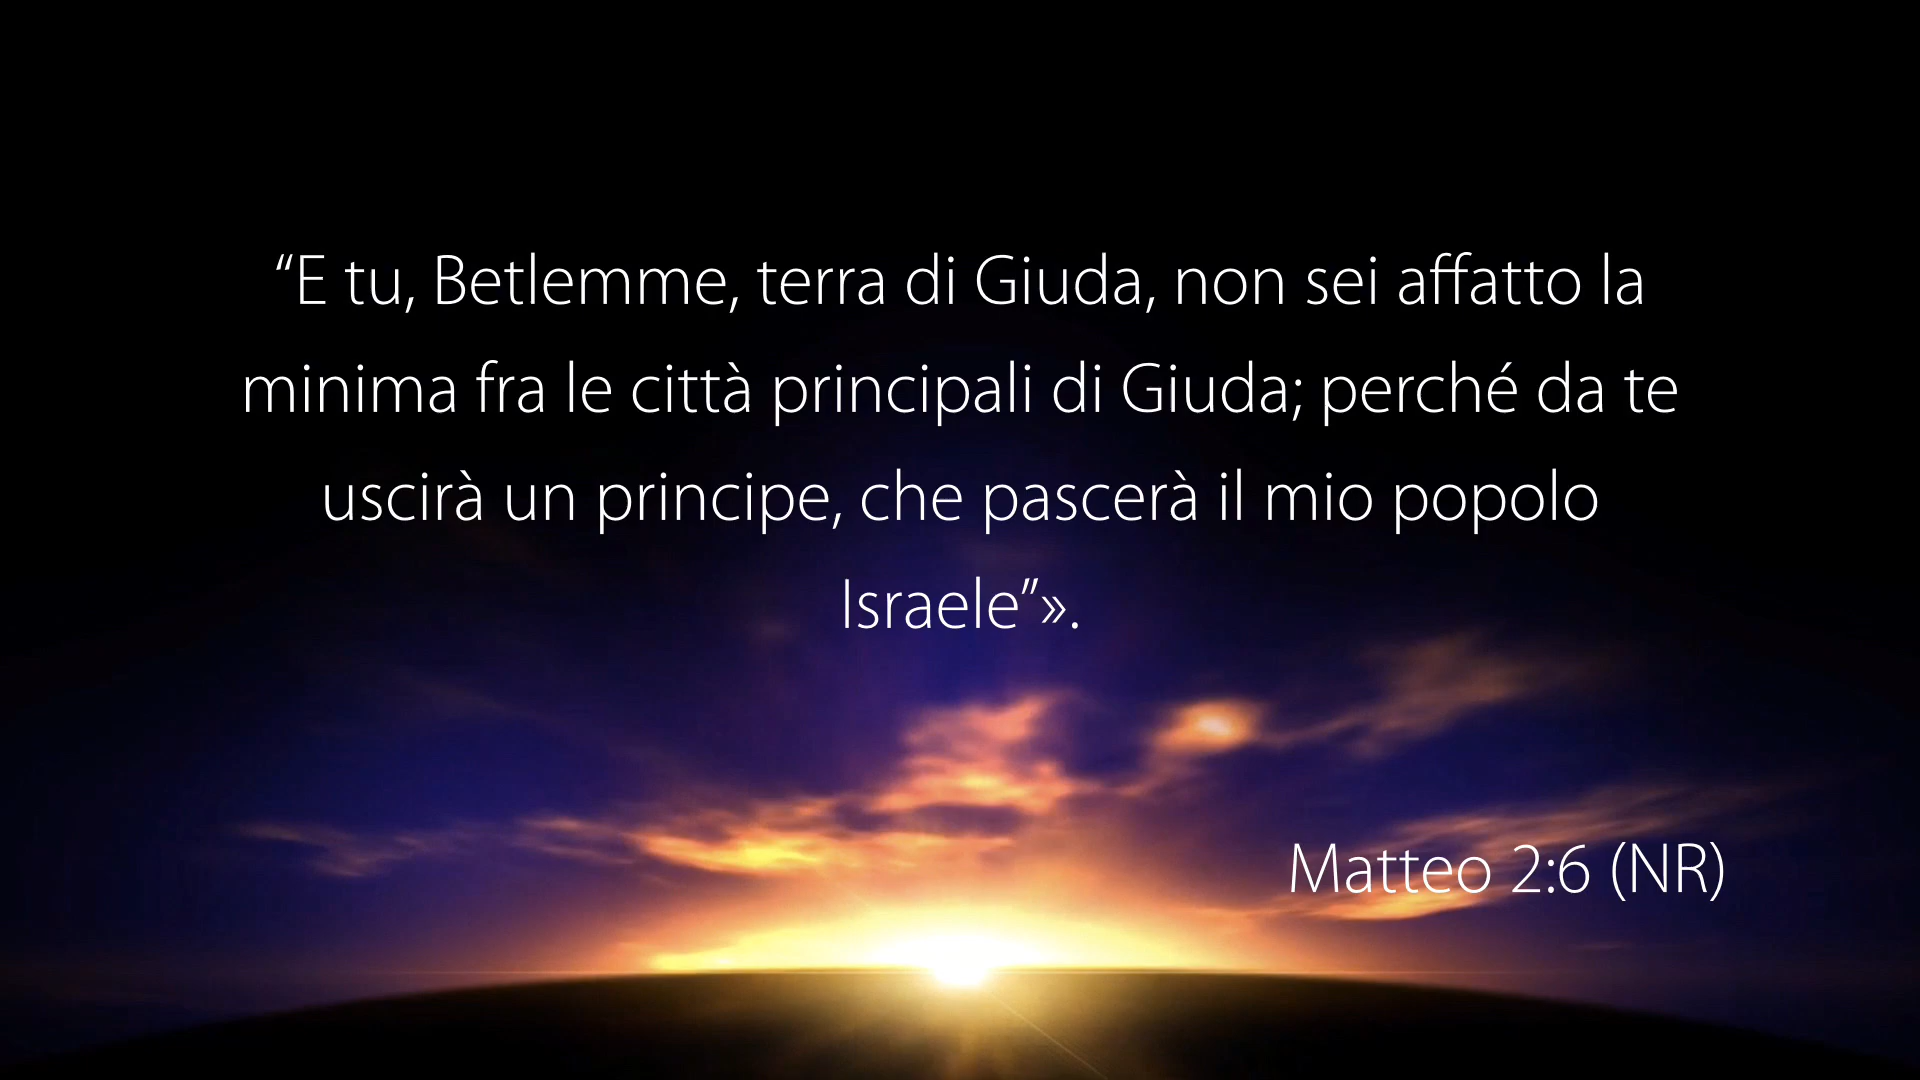 “E tu, Betlemme, terra di Giuda, non sei affatto la
minima fra le città principali di Giuda; perché da te
uscirà un principe, che pascerà il mio popolo
Israele”».
Matteo 2:6 (NR)